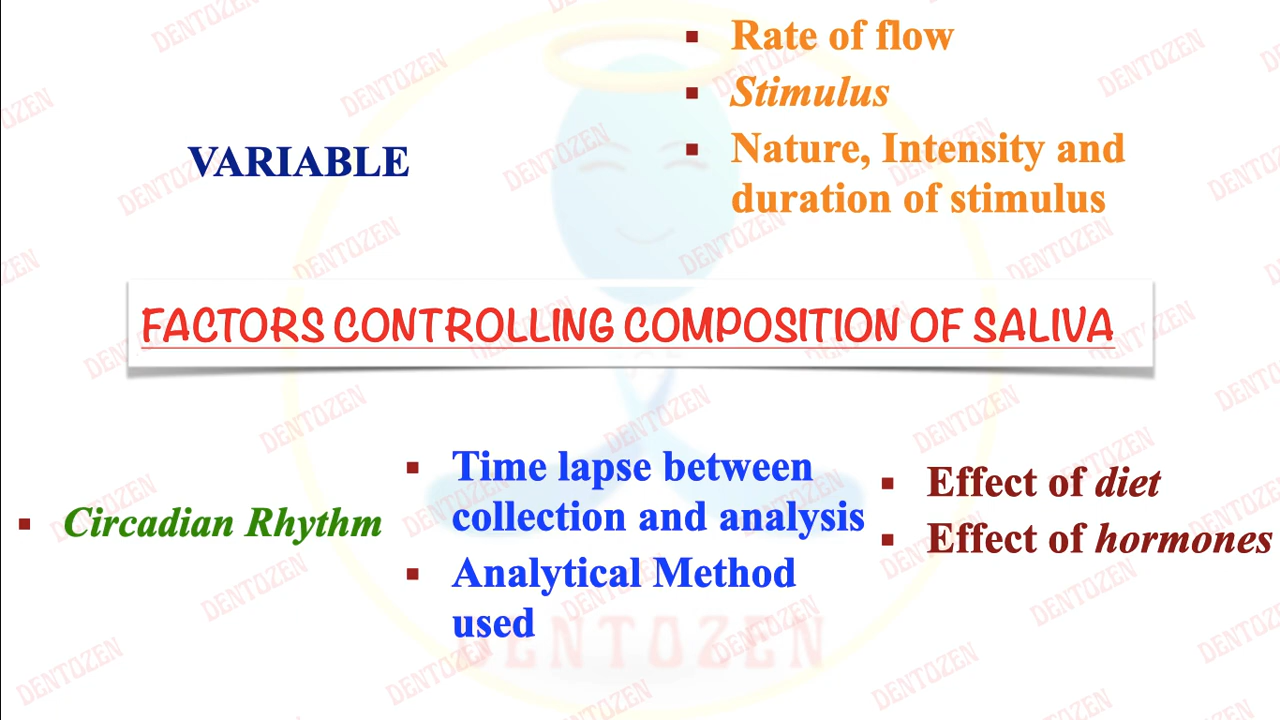 Rate of flow
Stimulus
VARIABLE
Nature, Intensity and
duration of stimulus
FACTORS CONTROLLING COMPOSITION OF SALIVA
Circadian Rhythm
Time lapse between
collection and analysis
Analytical Method
used
Effect of diet
Effect of hormones
DENTOZEN